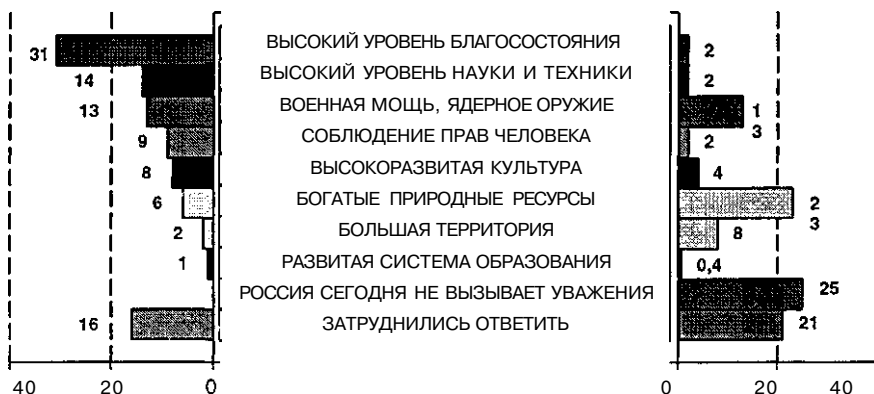 31 ВЫСОКИЙ УРОВЕНЬ БЛАГОСОСТОЯНИЯ 2
14 ВЫСОКИЙ УРОВЕНЬ НАУКИ И ТЕХНИКИ 2
13 ВОЕННАЯ МОЩЬ, ЯДЕРНОЕ ОРУЖИЕ 1
3
9 СОБЛЮДЕНИЕ ПРАВ ЧЕЛОВЕКА 2
8 ВЫСОКОРАЗВИТАЯ КУЛЬТУРА 4
6 БОГАТЫЕ ПРИРОДНЫЕ РЕСУРСЫ 2
3
2 БОЛЬШАЯ ТЕРРИТОРИЯ 8
1 РАЗВИТАЯ СИСТЕМА ОБРАЗОВАНИЯ 0,4
РОССИЯ СЕГОДНЯ НЕ ВЫЗЫВАЕТ УВАЖЕНИЯ 25
16 ЗАТРУДНИЛИСЬ ОТВЕТИТЬ 21
40 20 0 0 20 40